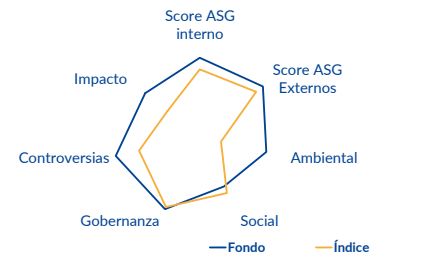 Score ASG
interno
Score ASG
Externos
Impacto
Controversias
Ambiental
Gobernanza
Social
Fondo
Índice